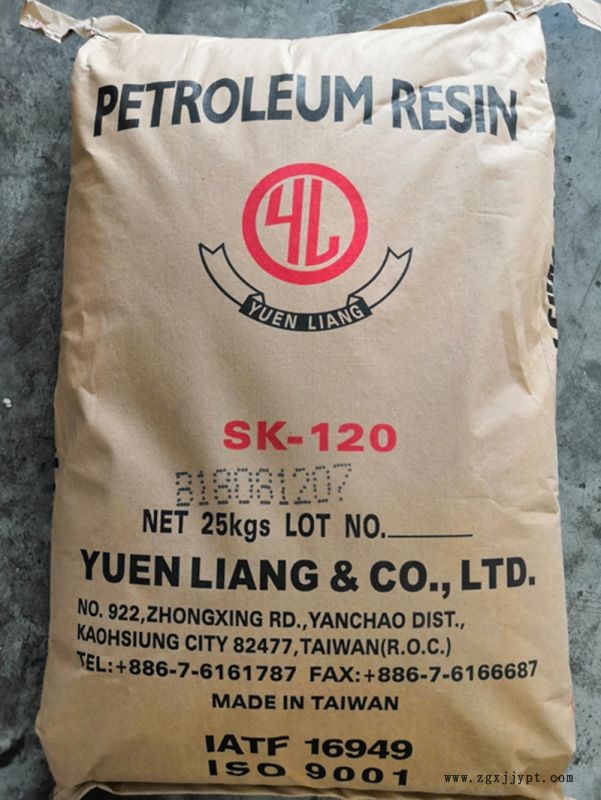 PETROLEUM RESIN
YL
YUEN LIANG
SK-120
818081207
NET 25kgs LOT NO.
YUEN LIANG & CO., LTD.
NO. 922,ZHONGXING RD.,YANCHAO DIST.,
KAOHSIUNG CITY 82477,TAIWAN(R.O.C.)
TEL:+886-7-6161787 FAX:+886-7-6166687
MADE IN TAIWAN
IATF 16949
ISO 9001
www.zgxjjypt.com